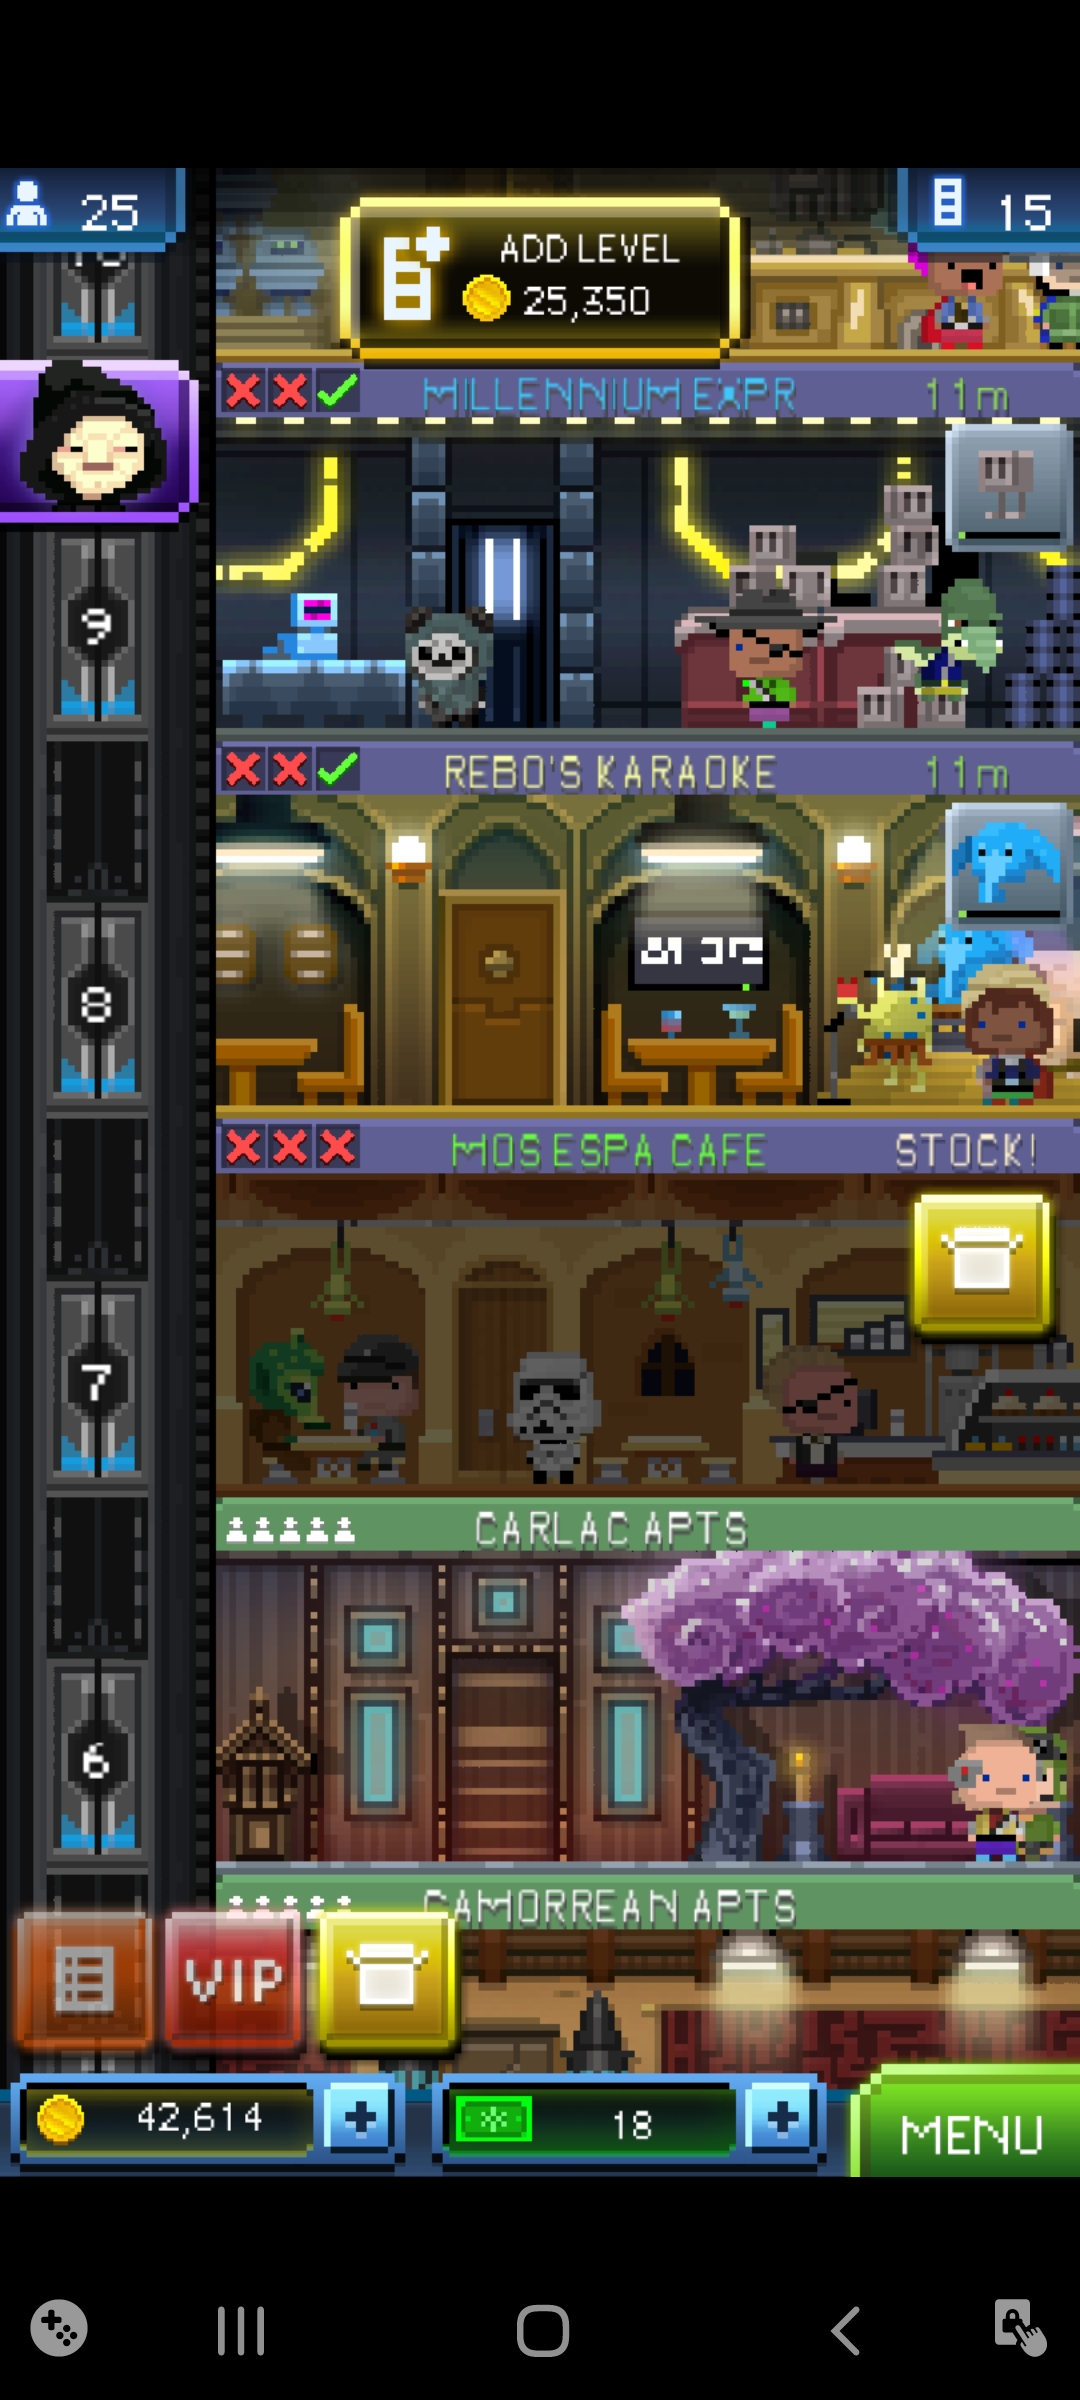 25
ADD LEVEL
25,350
15
MILLENNIUM EXPR
11m
9
REBO'S KARAOKE
11m
8
MOS ESPA CAFE
STOCK!
7
CARLAC APTS
6
GAMORREAN APTS
VIP
42,614
18
MENU